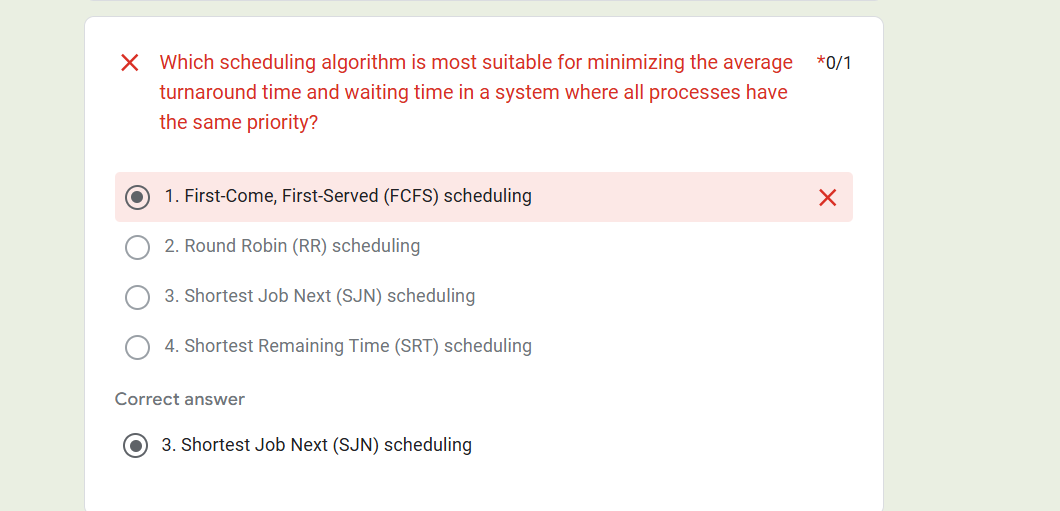 Which scheduling algorithm is most suitable for minimizing the average *0/1
turnaround time and waiting time in a system where all processes have
the same priority?
1. First-Come, First-Served (FCFS) scheduling
2. Round Robin (RR) scheduling
3. Shortest Job Next (SJN) scheduling
4. Shortest Remaining Time (SRT) scheduling
Correct answer
3. Shortest Job Next (SJN) scheduling